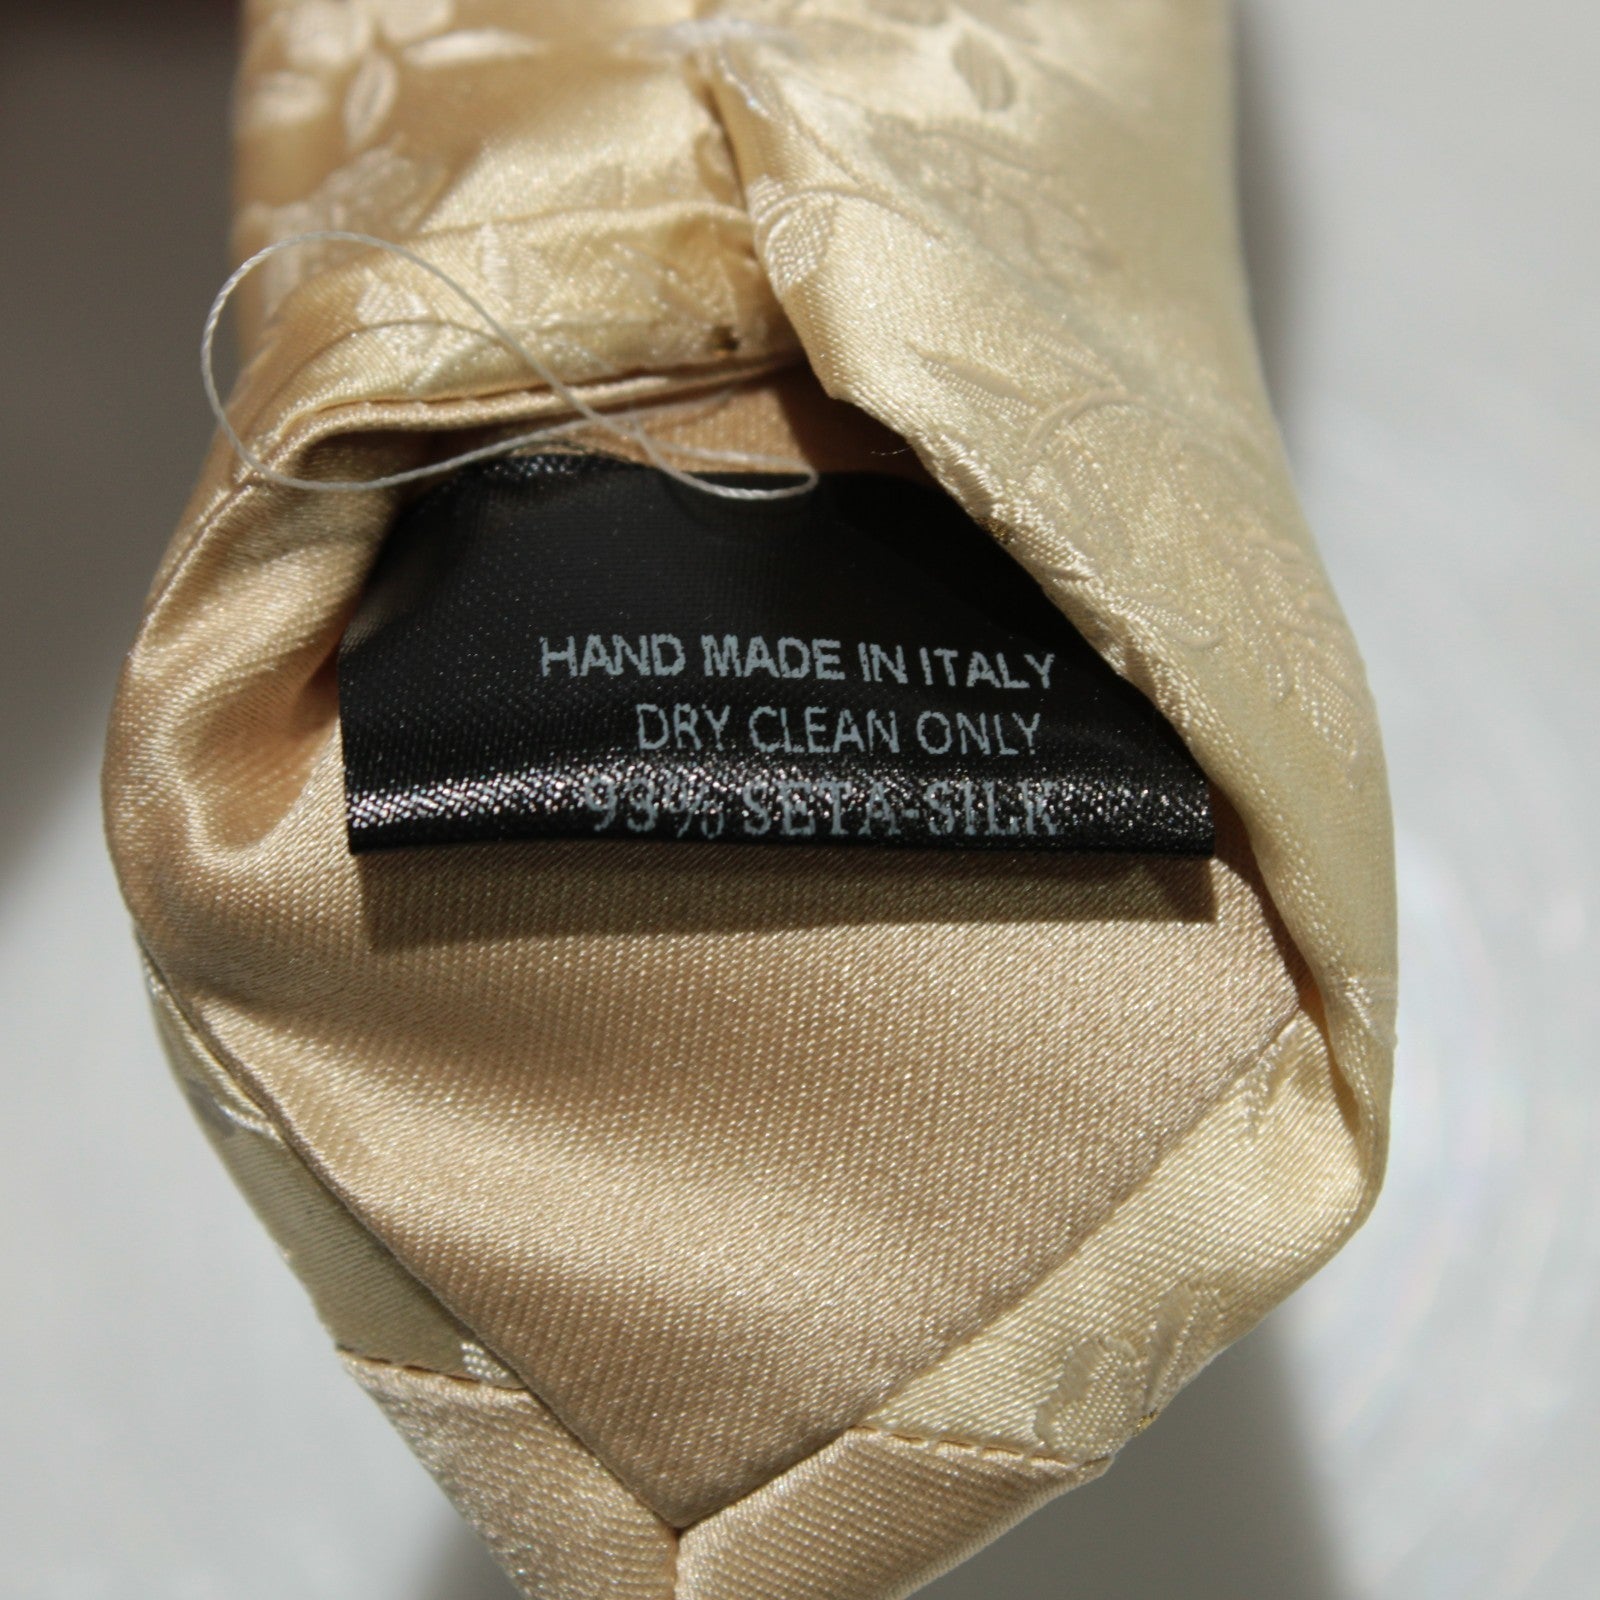 HAND MADE IN ITALY
DRY CLEAN ONLY
93% SETA-SILK